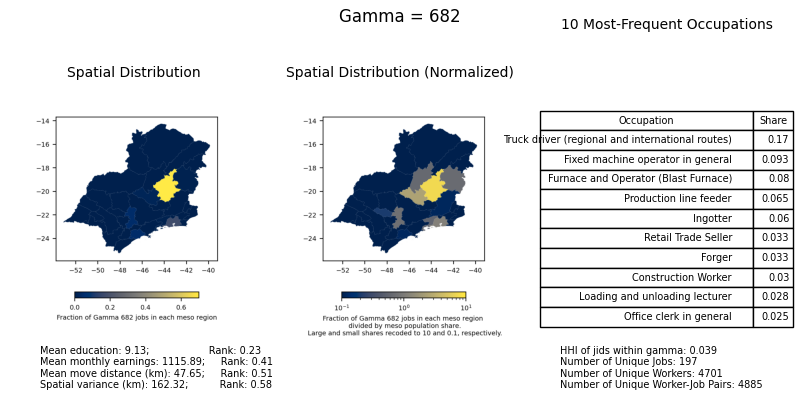 Gamma = 682
10 Most-Frequent Occupations
Spatial Distribution
Spatial Distribution (Normalized)
−14
−16
−18
−20
−22
−24
−52 −50 −48 −46 −44 −42 −40
0.0 0.2 0.4 0.6
Fraction of Gamma 682 jobs in each meso region
−14
−16
−18
−20
−22
−24
−52 −50 −48 −46 −44 −42 −40
10⁻¹ 10⁰ 10¹
Fraction of Gamma 682 jobs in each meso region
divided by meso population share.
Large and small shares recoded to 10 and 0.1, respectively.
Occupation Share
Truck driver (regional and international routes) 0.17
Fixed machine operator in general 0.093
Furnace and Operator (Blast Furnace) 0.08
Production line feeder 0.065
Ingotter 0.06
Retail Trade Seller 0.033
Forger 0.033
Construction Worker 0.03
Loading and unloading lecturer 0.028
Office clerk in general 0.025
Mean education: 9.13; Rank: 0.23
Mean monthly earnings: 1115.89; Rank: 0.41
Mean move distance (km): 47.65; Rank: 0.51
Spatial variance (km): 162.32; Rank: 0.58
HHI of jids within gamma: 0.039
Number of Unique Jobs: 197
Number of Unique Workers: 4701
Number of Unique Worker-Job Pairs: 4885